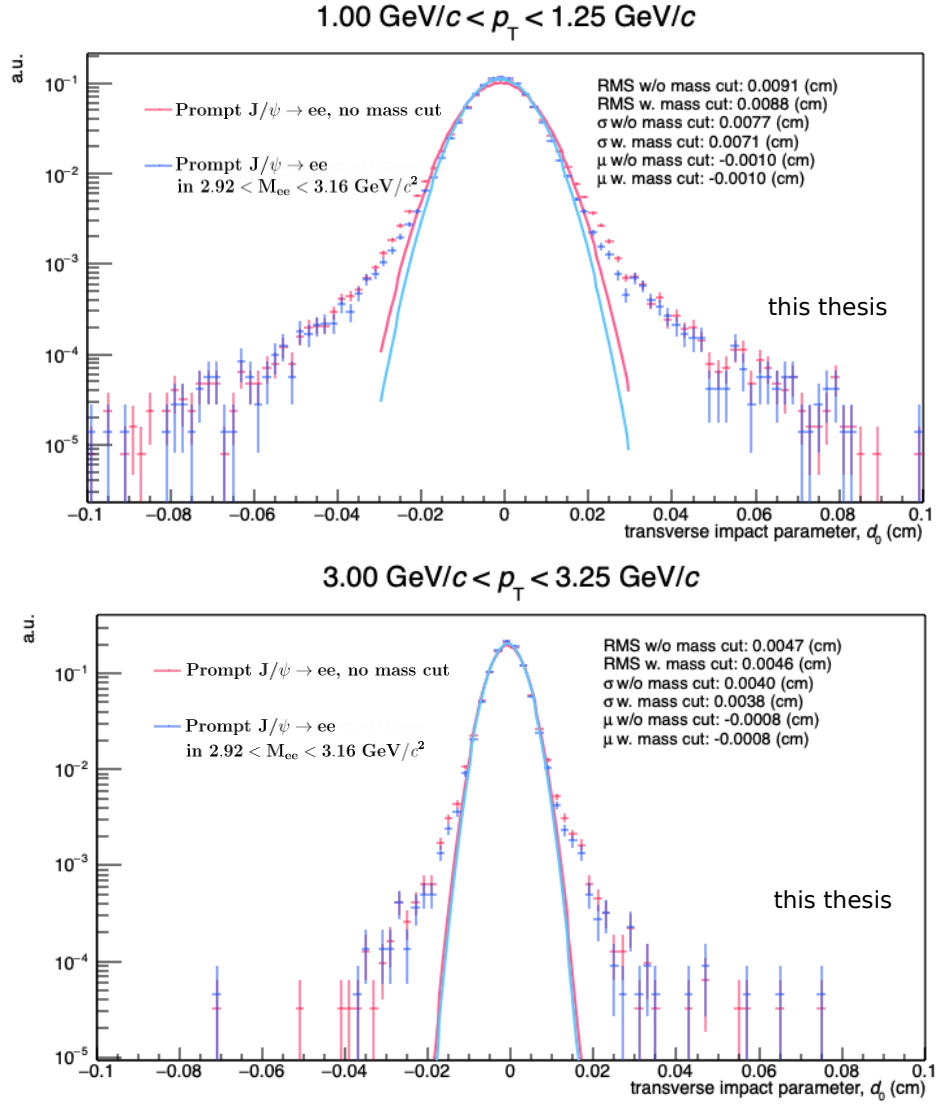 1.00 GeV/c < p_T < 1.25 GeV/c
a.u.
Prompt J/ψ → ee, no mass cut
Prompt J/ψ → ee
in 2.92 < M_ee < 3.16 GeV/c²
RMS w/o mass cut: 0.0091 (cm)
RMS w. mass cut: 0.0088 (cm)
σ w/o mass cut: 0.0077 (cm)
σ w. mass cut: 0.0071 (cm)
μ w/o mass cut: -0.0010 (cm)
μ w. mass cut: -0.0010 (cm)
this thesis
10⁻¹
10⁻²
10⁻³
10⁻⁴
10⁻⁵
−0.1 −0.08 −0.06 −0.04 −0.02 0 0.02 0.04 0.06 0.08 0.1
transverse impact parameter, d₀ (cm)
3.00 GeV/c < p_T < 3.25 GeV/c
a.u.
Prompt J/ψ → ee, no mass cut
Prompt J/ψ → ee
in 2.92 < M_ee < 3.16 GeV/c²
RMS w/o mass cut: 0.0047 (cm)
RMS w. mass cut: 0.0046 (cm)
σ w/o mass cut: 0.0040 (cm)
σ w. mass cut: 0.0038 (cm)
μ w/o mass cut: -0.0008 (cm)
μ w. mass cut: -0.0008 (cm)
this thesis
10⁻¹
10⁻²
10⁻³
10⁻⁴
10⁻⁵
−0.1 −0.08 −0.06 −0.04 −0.02 0 0.02 0.04 0.06 0.08 0.1
transverse impact parameter, d₀ (cm)